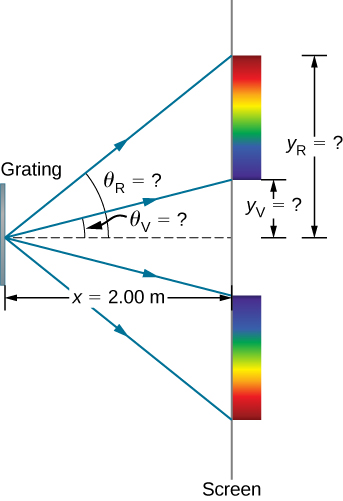 Grating
θR = ?
θV = ?
yR = ?
yV = ?
x = 2.00 m
Screen